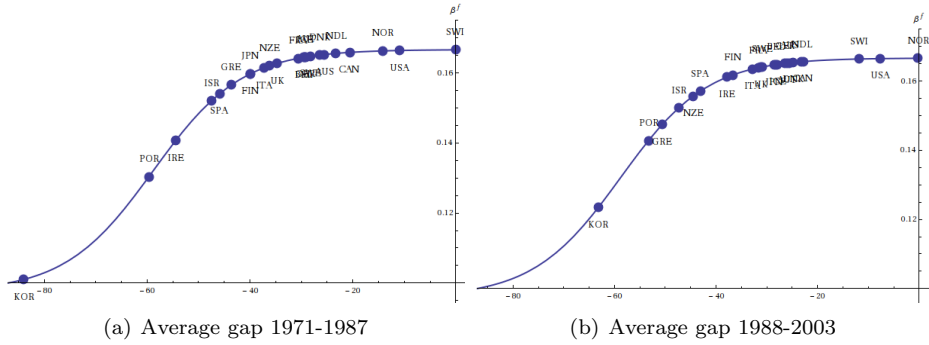 β^f
SWI
NOR
NDL
NZE
JPN
0.16
USA
CAN
AUS
UK
GRE
ITA
FIN
ISR
SPA
0.14
POR
IRE
0.12
KOR
−80
−60
−40
−20
(a) Average gap 1971-1987
β^f
NOR
SWI
NDL
FIN
0.16
USA
SPA
IRE
ISR
NZE
POR
GRE
0.14
0.12
KOR
−80
−60
−40
−20
(b) Average gap 1988-2003